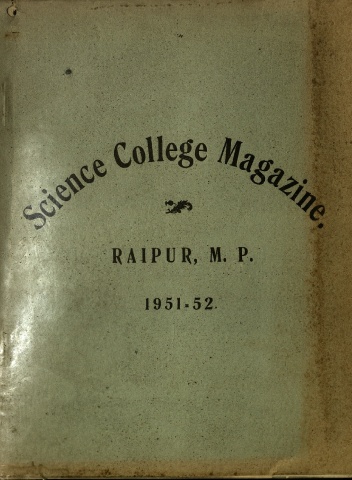 Science College Magazine.
RAIPUR, M. P.
1951-52